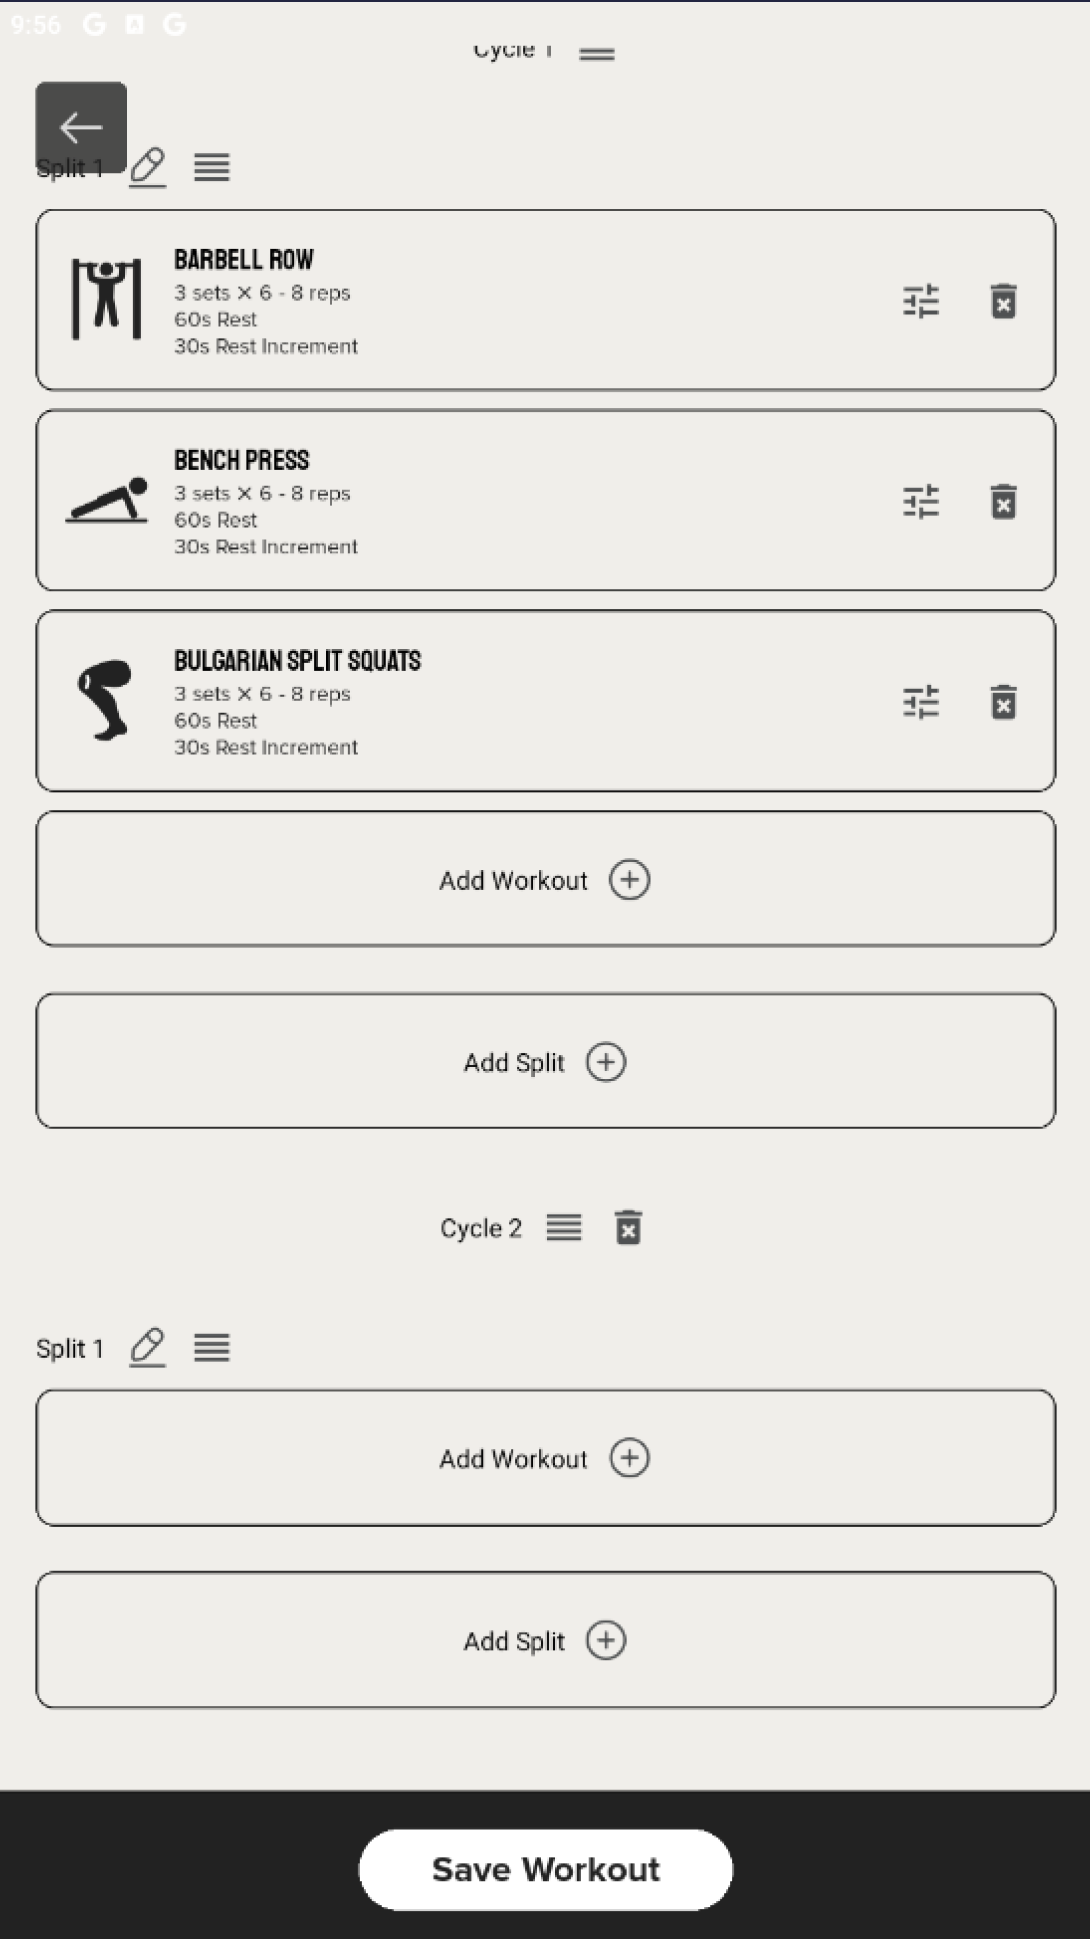 9:56 G A G
Cycle 1
Split 1
BARBELL ROW
3 sets × 6 - 8 reps
60s Rest
30s Rest Increment
BENCH PRESS
3 sets × 6 - 8 reps
60s Rest
30s Rest Increment
BULGARIAN SPLIT SQUATS
3 sets × 6 - 8 reps
60s Rest
30s Rest Increment
Add Workout
Add Split
Cycle 2
Split 1
Add Workout
Add Split
Save Workout